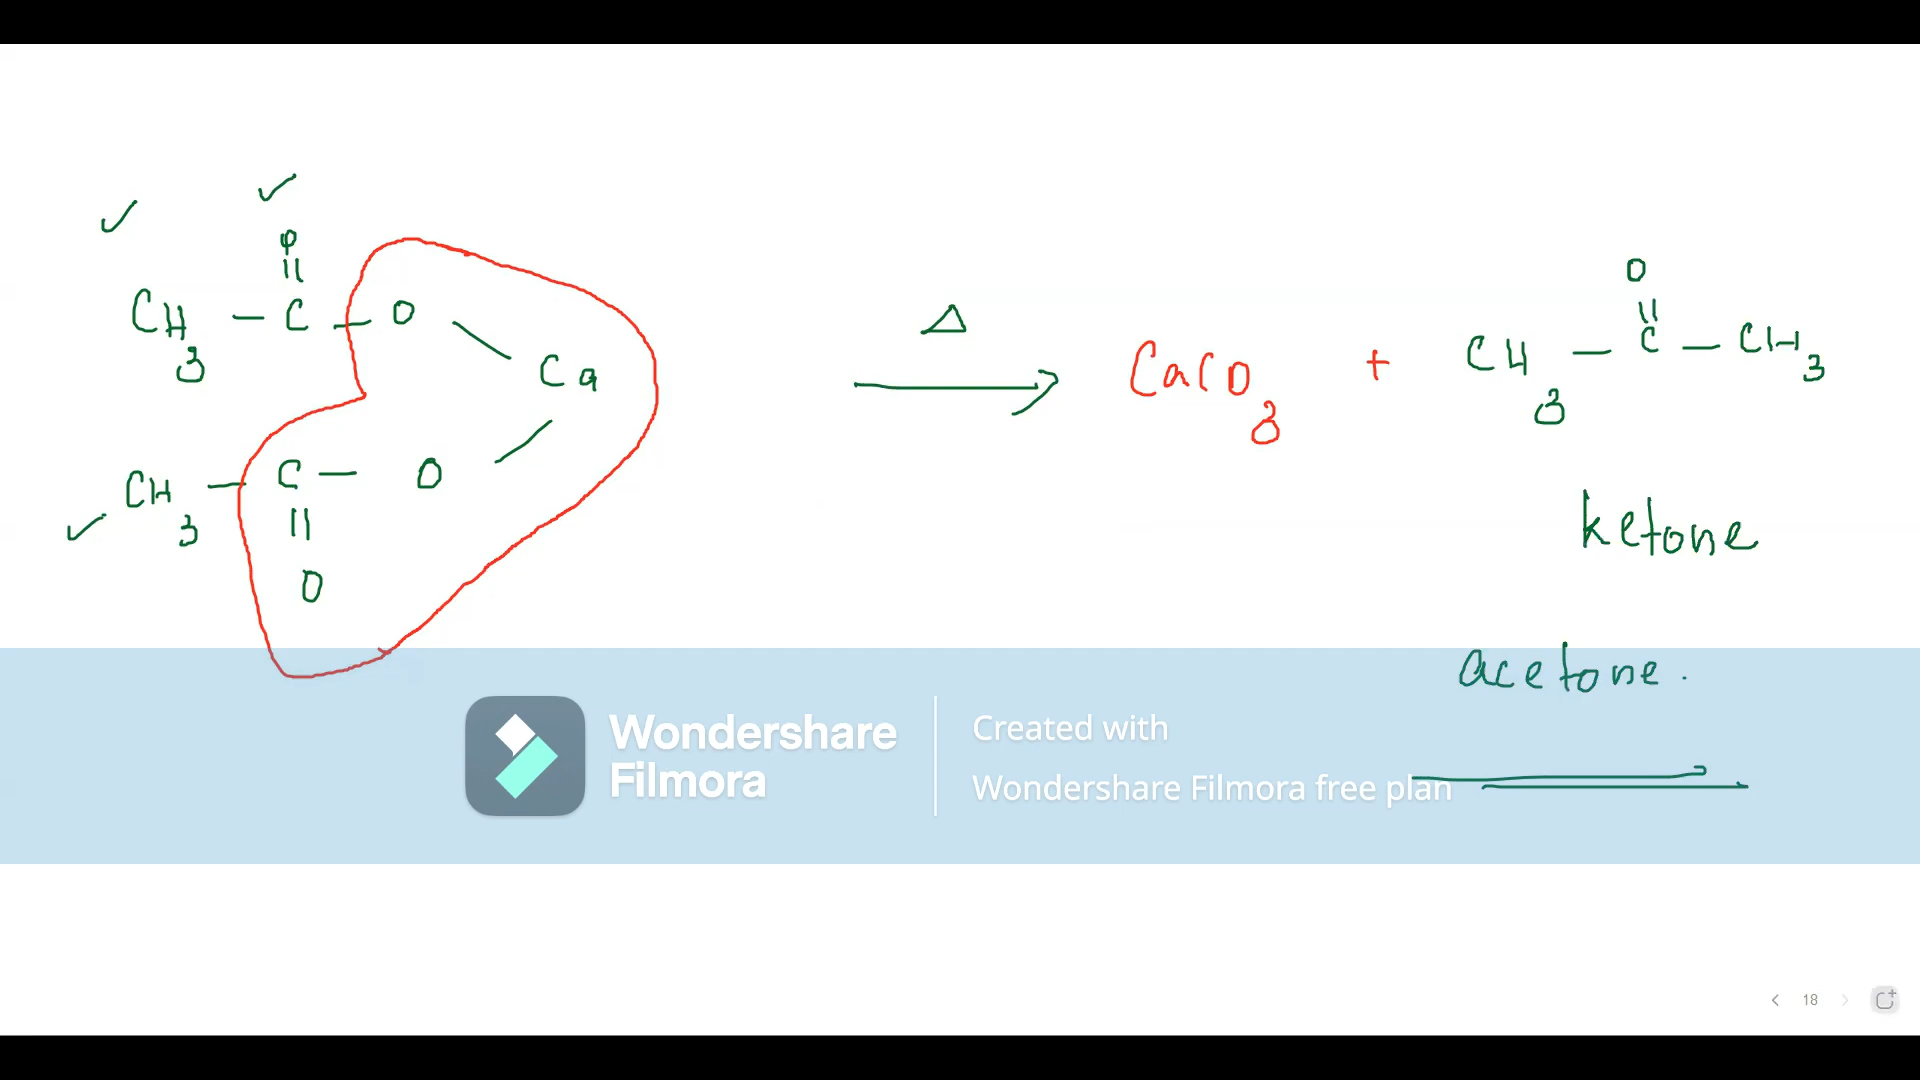 O
||
CH3 — C — O
Ca
CH3 — C — O
||
O
Δ
CaCO3 + CH3 — C — CH3
||
O
ketone
acetone.
Wondershare
Filmora
Created with
Wondershare Filmora free plan
18